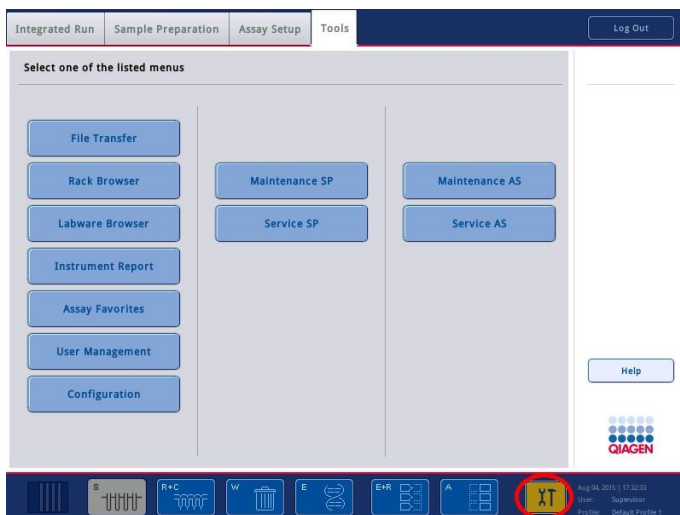 Integrated Run
Sample Preparation
Assay Setup
Tools
Log Out
Select one of the listed menus
File Transfer
Rack Browser
Maintenance SP
Maintenance AS
Labware Browser
Service SP
Service AS
Instrument Report
Assay Favorites
User Management
Help
Configuration
QIAGEN
S
R+C
W
E
E+R
A
Aug 04, 2015 | 17:32:33
User: Supervisor
Profile: Default Profile 1